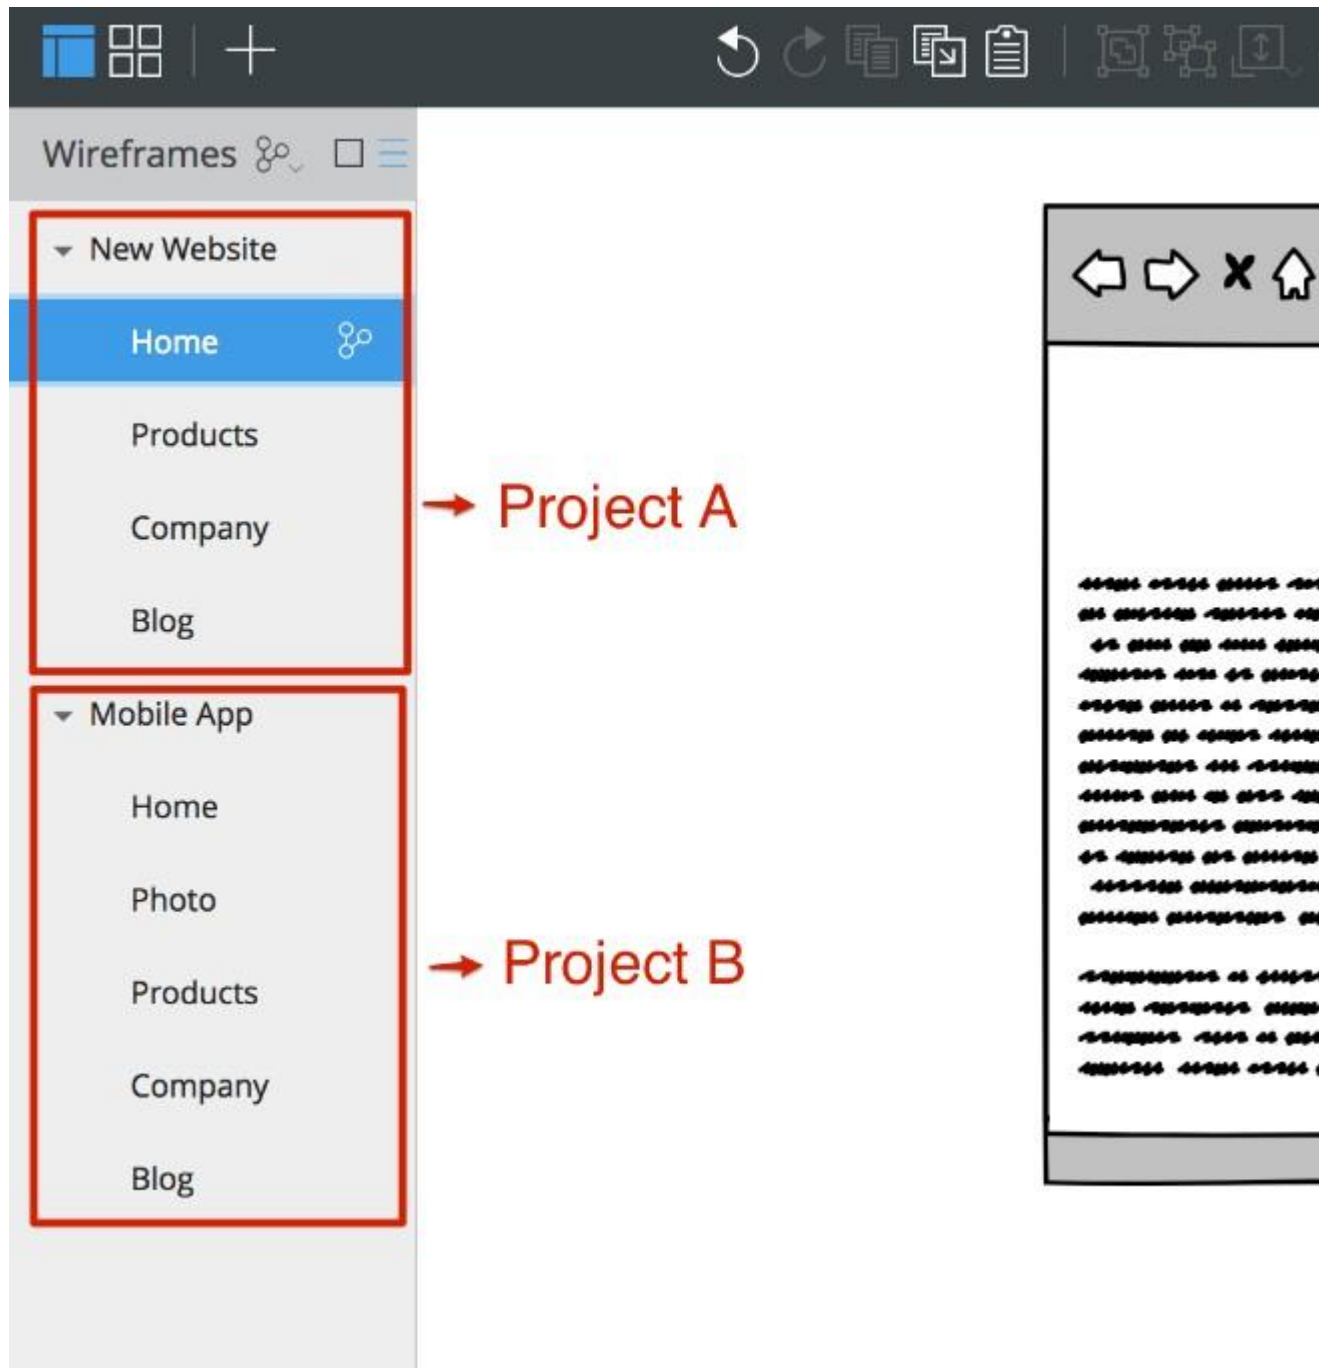 Wireframes
New Website
Home
Products
Company
Blog
Project A
Mobile App
Home
Photo
Products
Company
Blog
Project B